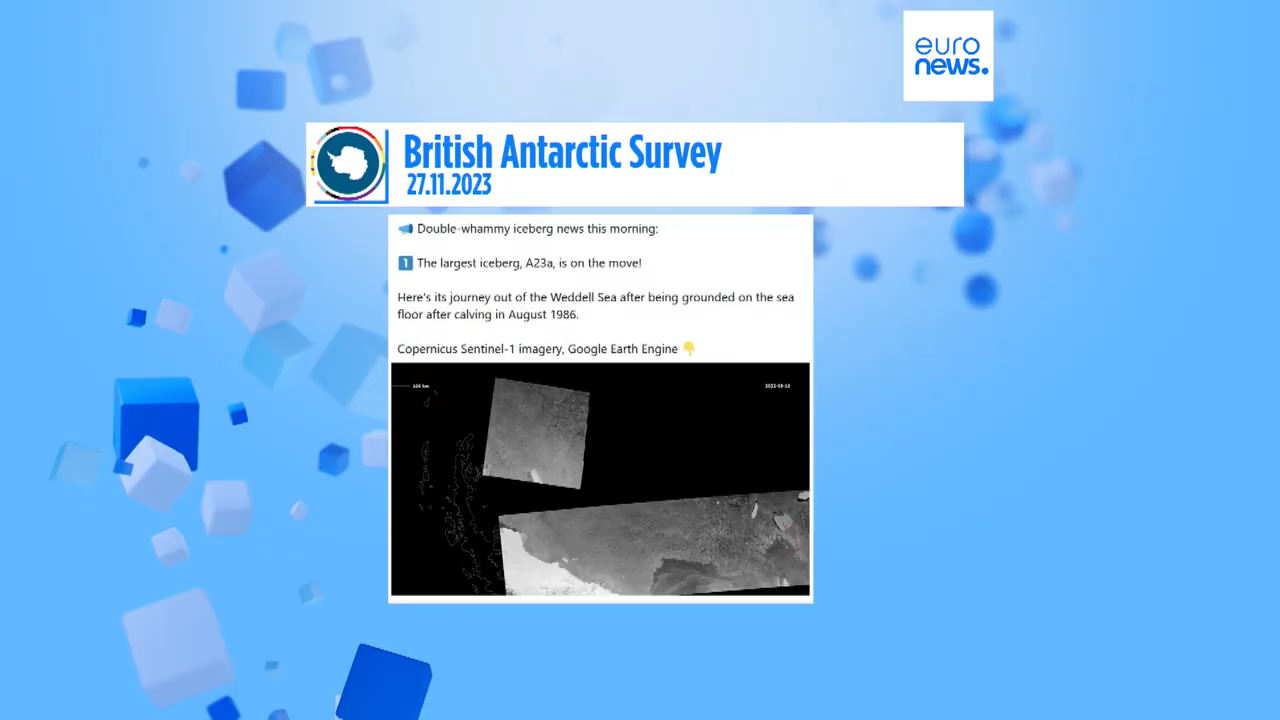 euro
news.
British Antarctic Survey
27.11.2023
📢 Double-whammy iceberg news this morning:
1 The largest iceberg, A23a, is on the move!
Here's its journey out of the Weddell Sea after being grounded on the sea
floor after calving in August 1986.
Copernicus Sentinel-1 imagery, Google Earth Engine 👇